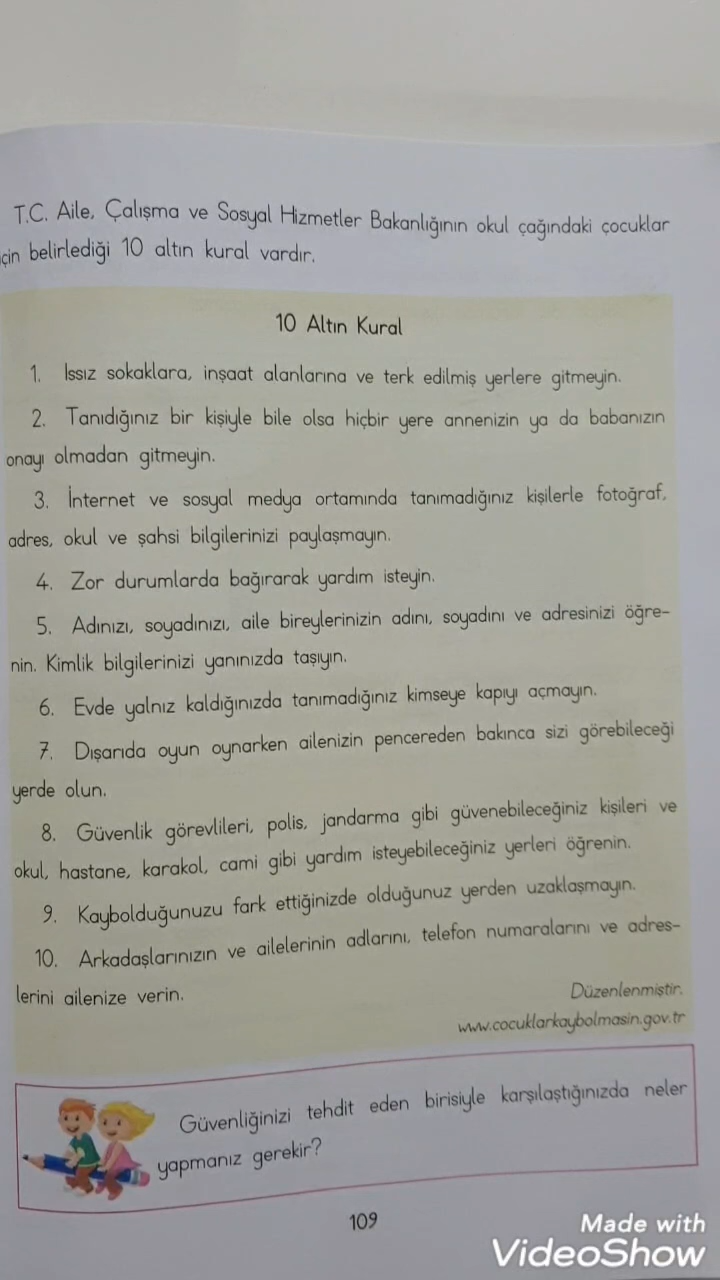 T.C. Aile, Çalışma ve Sosyal Hizmetler Bakanlığının okul çağındaki çocuklar
için belirlediği 10 altın kural vardır.
10 Altın Kural
1. Issız sokaklara, inşaat alanlarına ve terk edilmiş yerlere gitmeyin.
2. Tanıdığınız bir kişiyle bile olsa hiçbir yere annenizin ya da babanızın
onayı olmadan gitmeyin.
3. İnternet ve sosyal medya ortamında tanımadığınız kişilerle fotoğraf,
adres, okul ve şahsi bilgilerinizi paylaşmayın.
4. Zor durumlarda bağırarak yardım isteyin.
5. Adınızı, soyadınızı, aile bireylerinizin adını, soyadını ve adresinizi öğre-
nin. Kimlik bilgilerinizi yanınızda taşıyın.
6. Evde yalnız kaldığınızda tanımadığınız kimseye kapıyı açmayın.
7. Dışarıda oyun oynarken ailenizin pencereden bakınca sizi görebileceği
yerde olun.
8. Güvenlik görevlileri, polis, jandarma gibi güvenebileceğiniz kişileri ve
okul, hastane, karakol, cami gibi yardım isteyebileceğiniz yerleri öğrenin.
9. Kaybolduğunuzu fark ettiğinizde olduğunuz yerden uzaklaşmayın.
10. Arkadaşlarınızın ve ailelerinin adlarını, telefon numaralarını ve adres-
lerini ailenize verin.
Düzenlenmiştir.
www.cocuklarkaybolmasin.gov.tr
Güvenliğinizi tehdit eden birisiyle karşılaştığınızda neler
yapmanız gerekir?
109
Made with
VideoShow